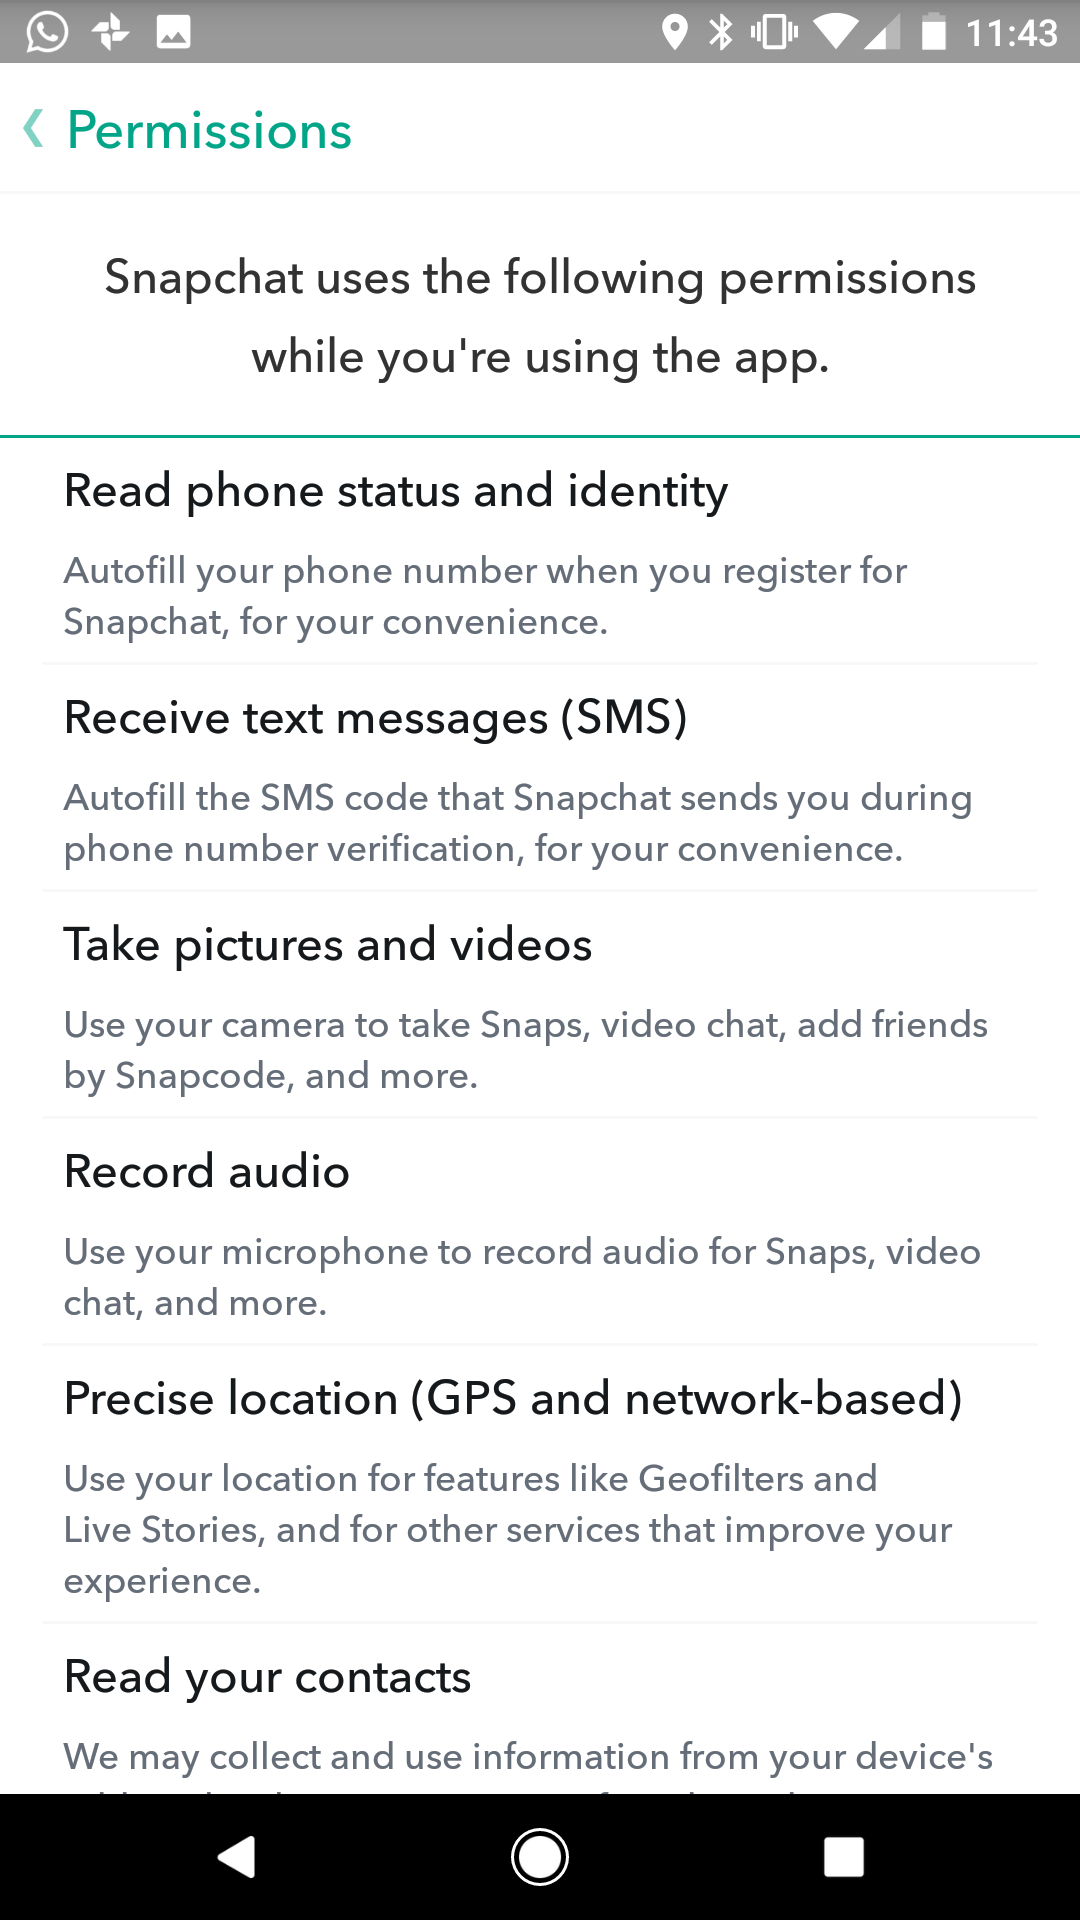 11:43
Permissions
Snapchat uses the following permissions
while you're using the app.
Read phone status and identity
Autofill your phone number when you register for
Snapchat, for your convenience.
Receive text messages (SMS)
Autofill the SMS code that Snapchat sends you during
phone number verification, for your convenience.
Take pictures and videos
Use your camera to take Snaps, video chat, add friends
by Snapcode, and more.
Record audio
Use your microphone to record audio for Snaps, video
chat, and more.
Precise location (GPS and network-based)
Use your location for features like Geofilters and
Live Stories, and for other services that improve your
experience.
Read your contacts
We may collect and use information from your device's